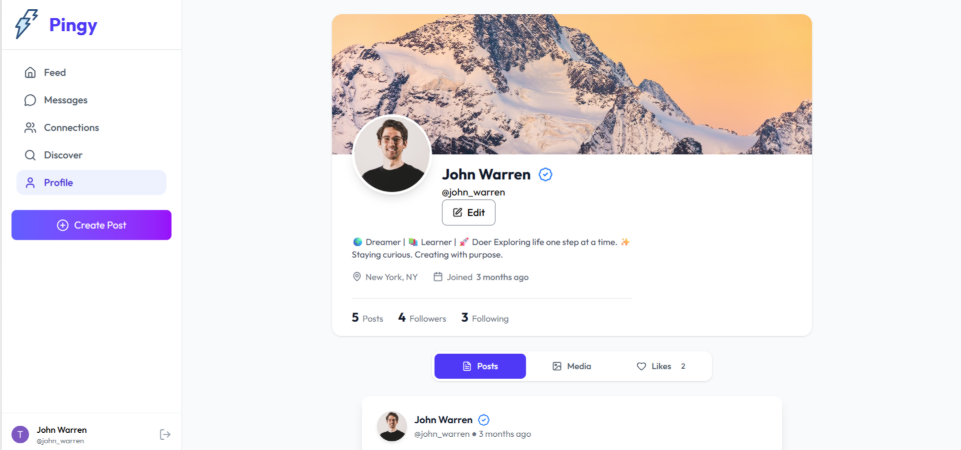 Pingy
Feed
Messages
Connections
Discover
Profile
Create Post
T
John Warren
@john_warren
John Warren
@john_warren
Edit
🌍 Dreamer | 📚 Learner | 🚀 Doer Exploring life one step at a time. ✨
Staying curious. Creating with purpose.
New York, NY Joined 3 months ago
5 Posts 4 Followers 3 Following
Posts Media Likes 2
John Warren
@john_warren • 3 months ago